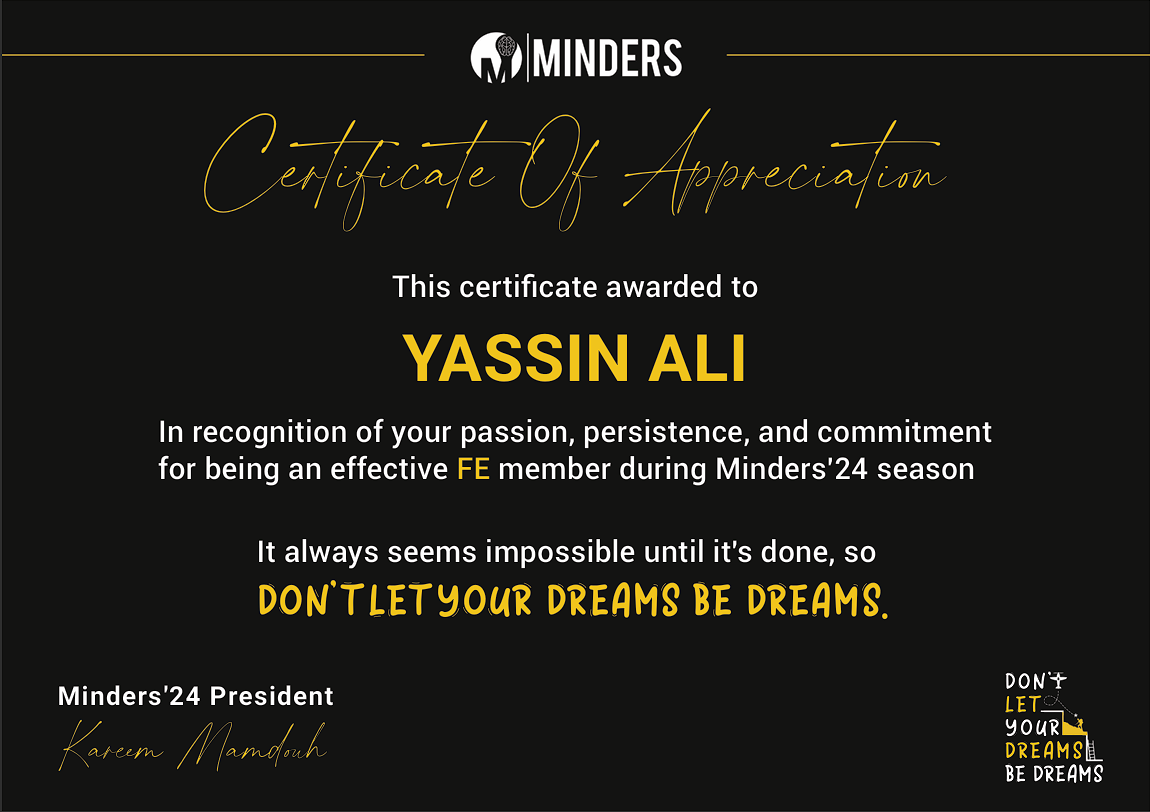 MINDERS
Certificate Of Appreciation
This certificate awarded to
YASSIN ALI
In recognition of your passion, persistence, and commitment
for being an effective FE member during Minders'24 season
It always seems impossible until it's done, so
DON'T LET YOUR DREAMS BE DREAMS.
Minders'24 President
Kareem Mamdouh
DON'T
LET
YOUR
DREAMS
BE DREAMS